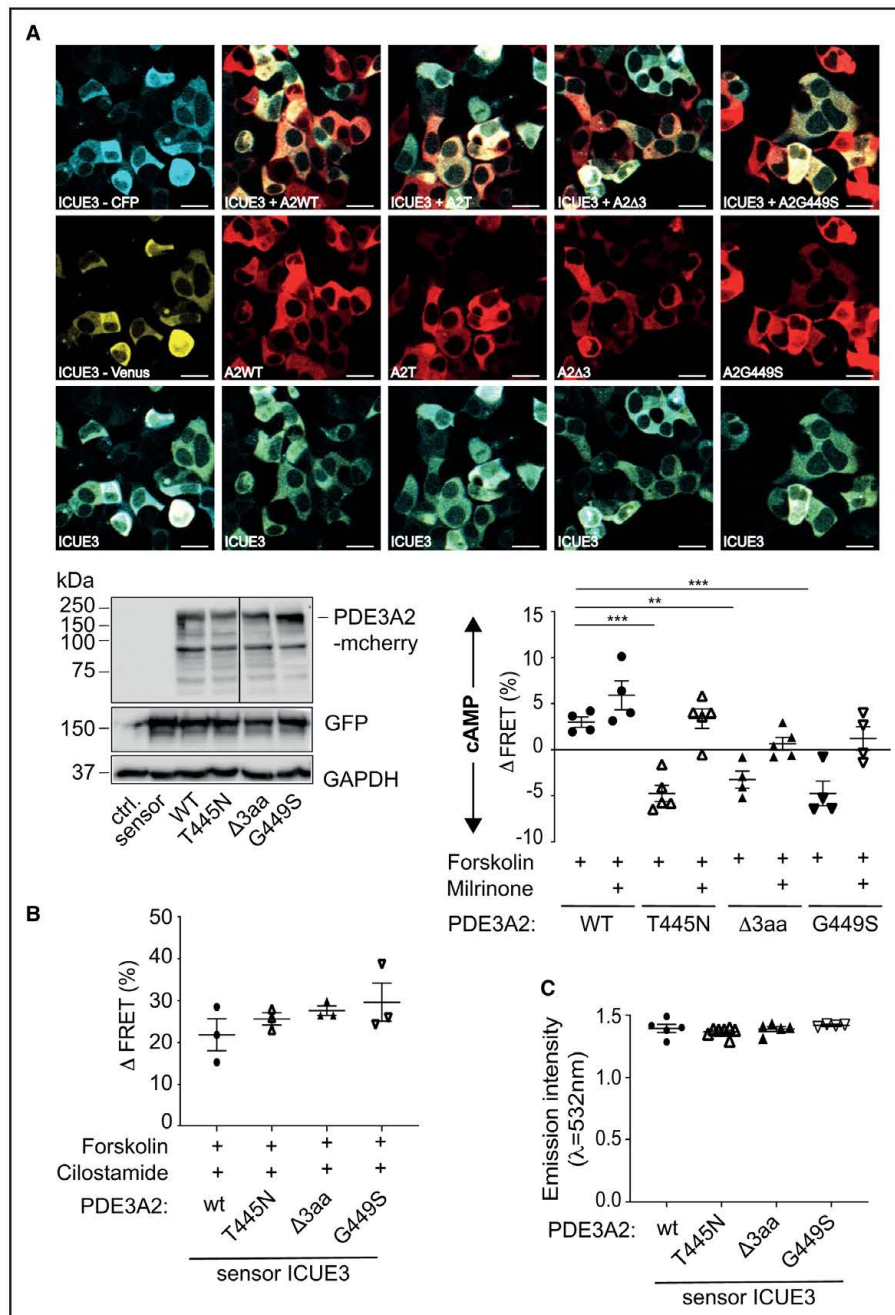 A
ICUE3 - CFP
ICUE3 + A2WT
ICUE3 + A2T
ICUE3 + A2Δ3
ICUE3 + A2G449S
ICUE3 - Venus
A2WT
A2T
A2Δ3
A2G449S
ICUE3
ICUE3
ICUE3
ICUE3
ICUE3
kDa
250
150
100
75
PDE3A2
-mcherry
150
GFP
37
GAPDH
ctrl.
sensor
WT
T445N
Δ3aa
G449S
***
**
***
cAMP
Δ FRET (%)
15
10
5
0
-5
-10
Forskolin + + + + + + + +
Milrinone + + + +
PDE3A2: WT T445N Δ3aa G449S
B
Δ FRET (%)
50
40
30
20
10
0
Forskolin + + + +
Cilostamide + + + +
PDE3A2: wt T445N Δ3aa G449S
sensor ICUE3
C
Emission intensity
(λ=532nm)
1.5
1.0
0.5
0.0
PDE3A2: wt T445N Δ3aa G449S
sensor ICUE3